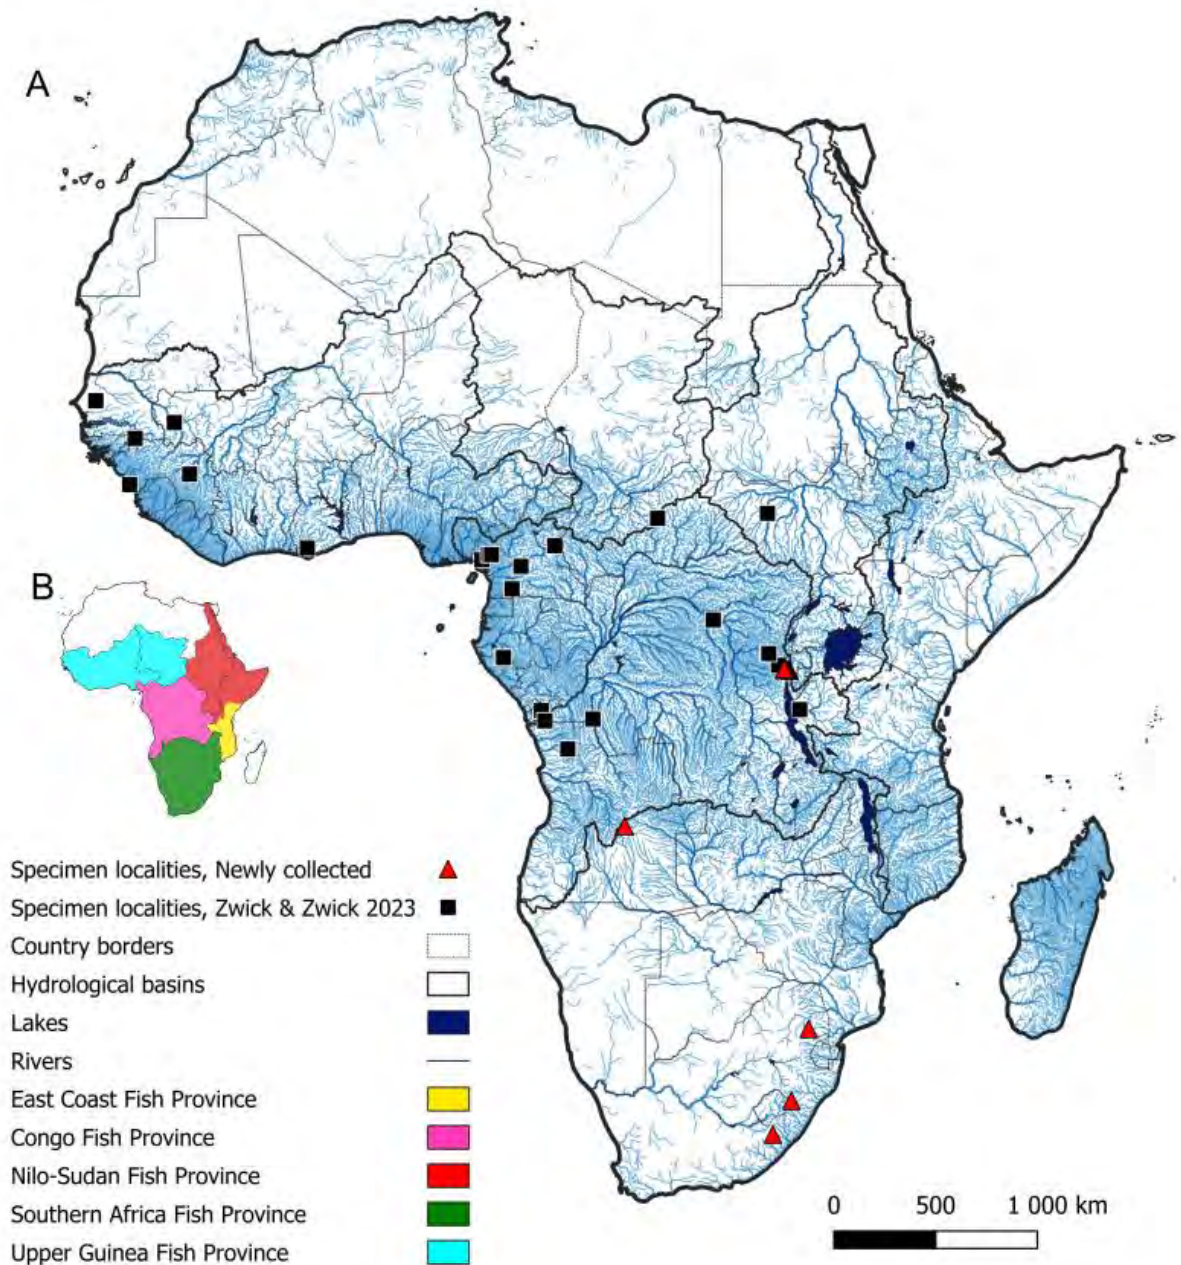 A
B
Specimen localities, Newly collected
Specimen localities, Zwick & Zwick 2023
Country borders
Hydrological basins
Lakes
Rivers
East Coast Fish Province
Congo Fish Province
Nilo-Sudan Fish Province
Southern Africa Fish Province
Upper Guinea Fish Province
0 500 1 000 km